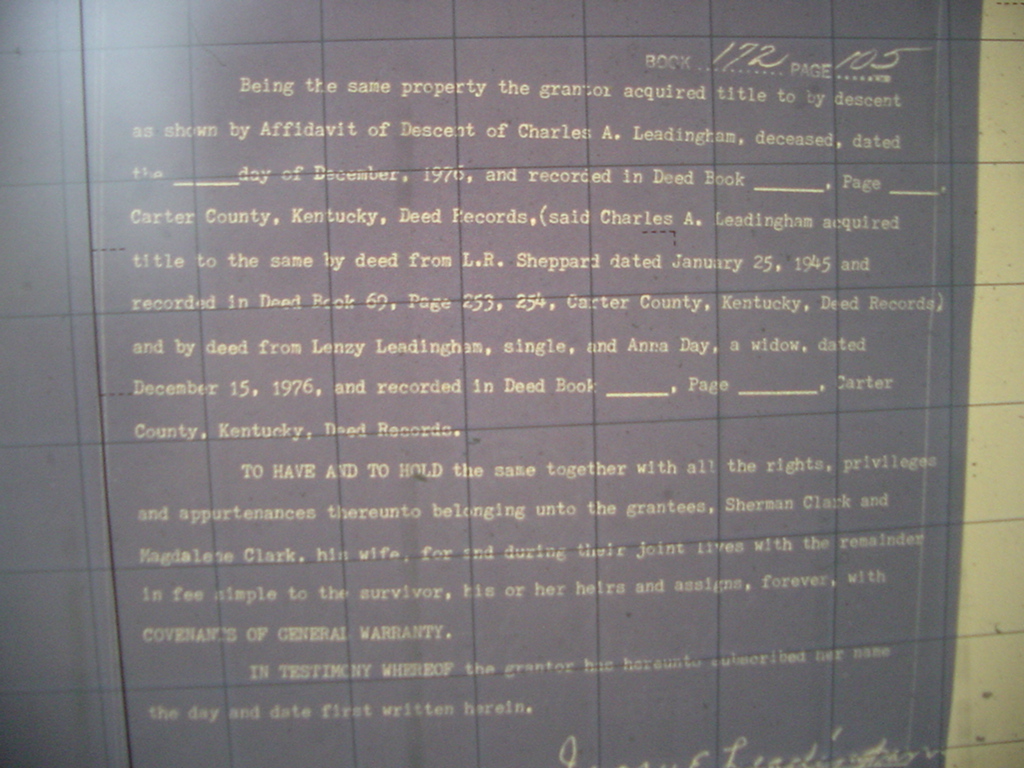 BOOK 172 PAGE 105
Being the same property the grantor acquired title to by descent
as shown by Affidavit of Descent of Charles A. Leadingham, deceased, dated
the ______ day of December, 1976, and recorded in Deed Book ______, Page ____.
Carter County, Kentucky, Deed Records,(said Charles A. Leadingham acquired
title to the same by deed from L.R. Sheppard dated January 25, 1945 and
recorded in Deed Book 69, Page 253, 254, Carter County, Kentucky, Deed Records)
and by deed from Lenzy Leadingham, single, and Anna Day, a widow, dated
December 15, 1976, and recorded in Deed Book ______, Page ______, Carter
County, Kentucky, Deed Records.
TO HAVE AND TO HOLD the same together with all the rights, privileges
and appurtenances thereunto belonging unto the grantees, Sherman Clark and
Magdalene Clark, his wife, for and during their joint lives with the remainder
in fee simple to the survivor, his or her heirs and assigns, forever, with
COVENANTS OF GENERAL WARRANTY.
IN TESTIMONY WHEREOF the grantor has hereunto subscribed her name
the day and date first written herein.
Leadingham